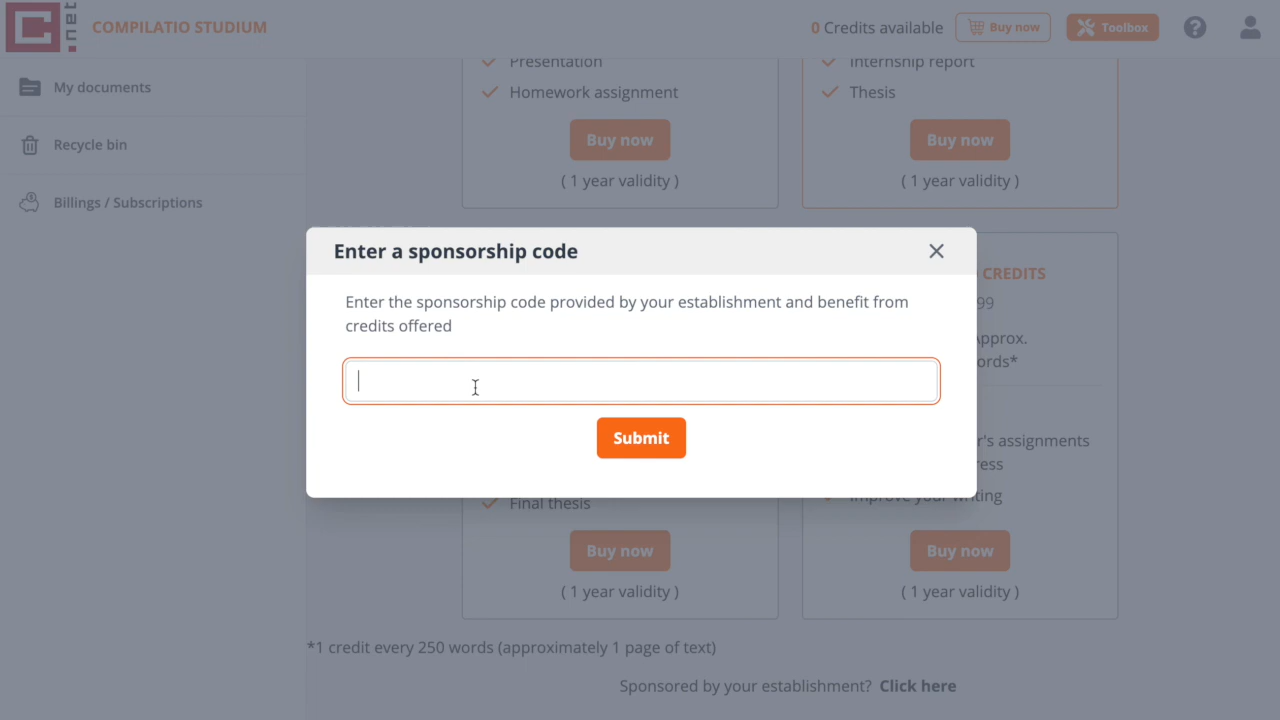 .net
COMPILATIO STUDIUM
0 Credits available
Buy now
Toolbox
?
My documents
Recycle bin
Billings / Subscriptions
Presentation
Homework assignment
Buy now
( 1 year validity )
Internship report
Thesis
Buy now
( 1 year validity )
Enter a sponsorship code
Enter the sponsorship code provided by your establishment and benefit from
credits offered
Submit
CREDITS
99
Approx.
Final thesis
Buy now
( 1 year validity )
Improve your writing
Buy now
( 1 year validity )
*1 credit every 250 words (approximately 1 page of text)
Sponsored by your establishment? Click here